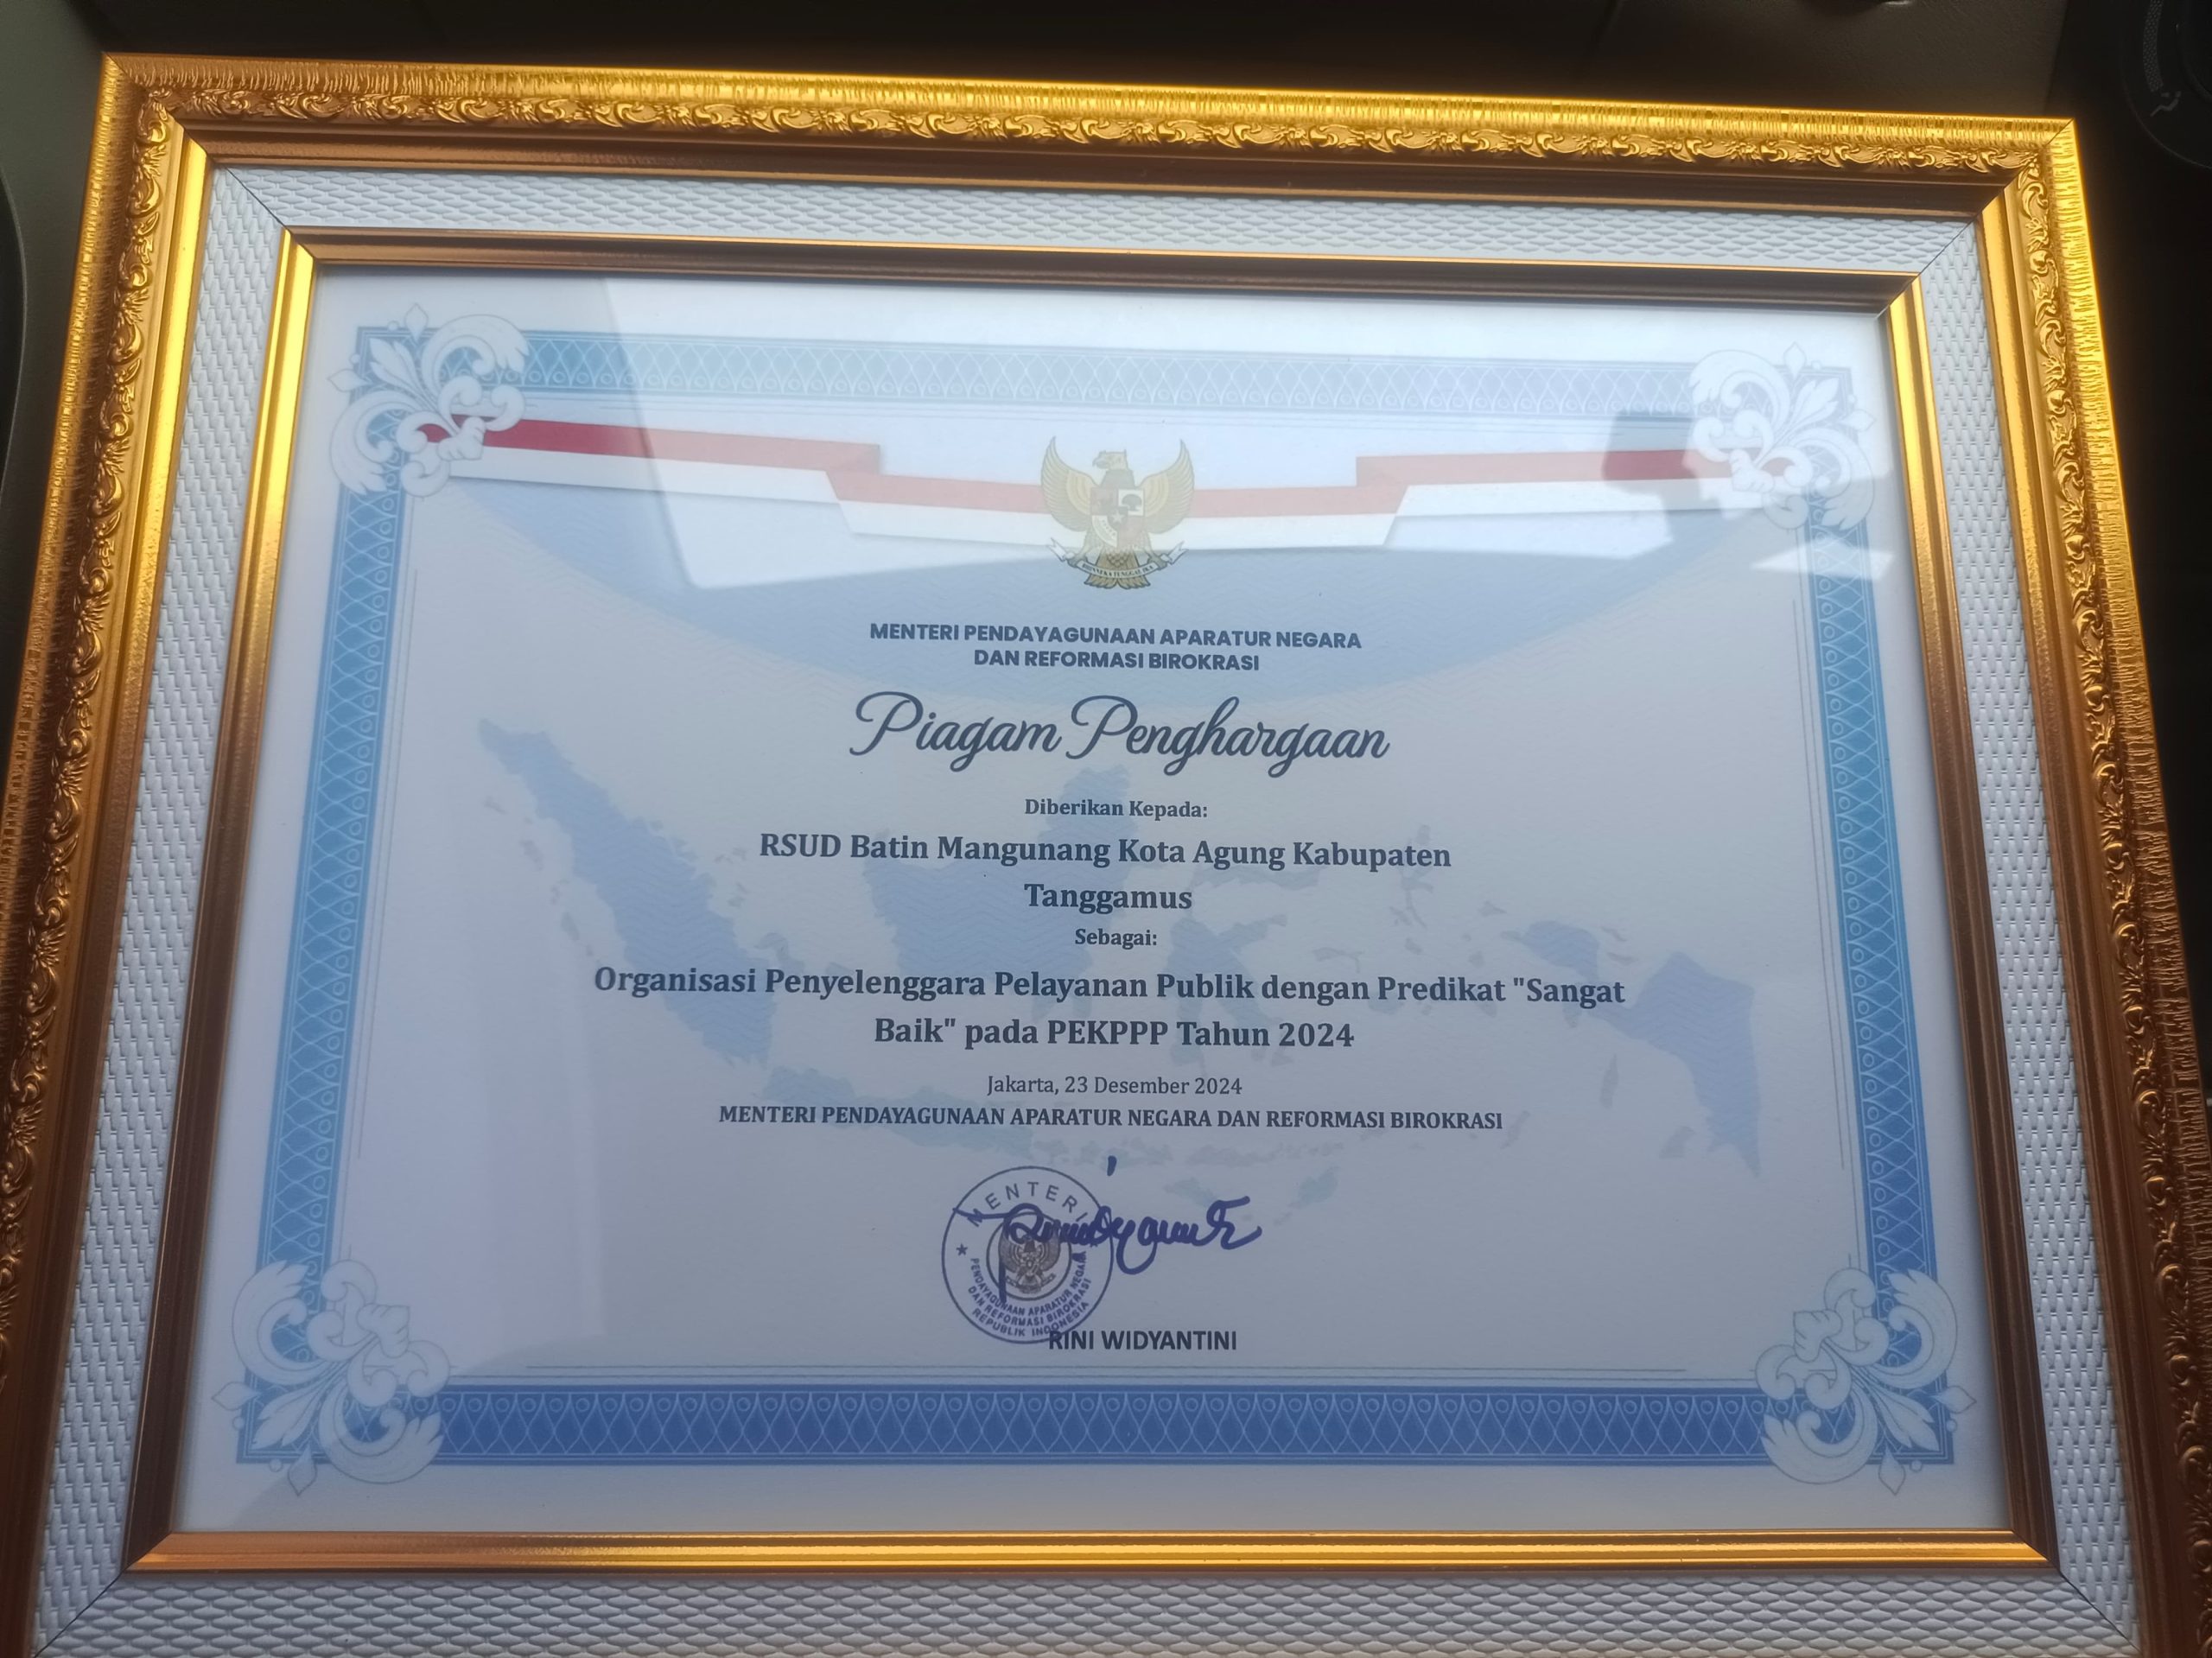 MENTERI PENDAYAGUNAAN APARATUR NEGARA
DAN REFORMASI BIROKRASI
Piagam Penghargaan
Diberikan Kepada:
RSUD Batin Mangunang Kota Agung Kabupaten
Tanggamus
Sebagai:
Organisasi Penyelenggara Pelayanan Publik dengan Predikat "Sangat
Baik" pada PEKPPP Tahun 2024
Jakarta, 23 Desember 2024
MENTERI PENDAYAGUNAAN APARATUR NEGARA DAN REFORMASI BIROKRASI
MENTERI
PENDAYAGUNAAN APARATUR NEGARA
DAN REFORMASI BIROKRASI
REPUBLIK INDONESIA
RINI WIDYANTINI